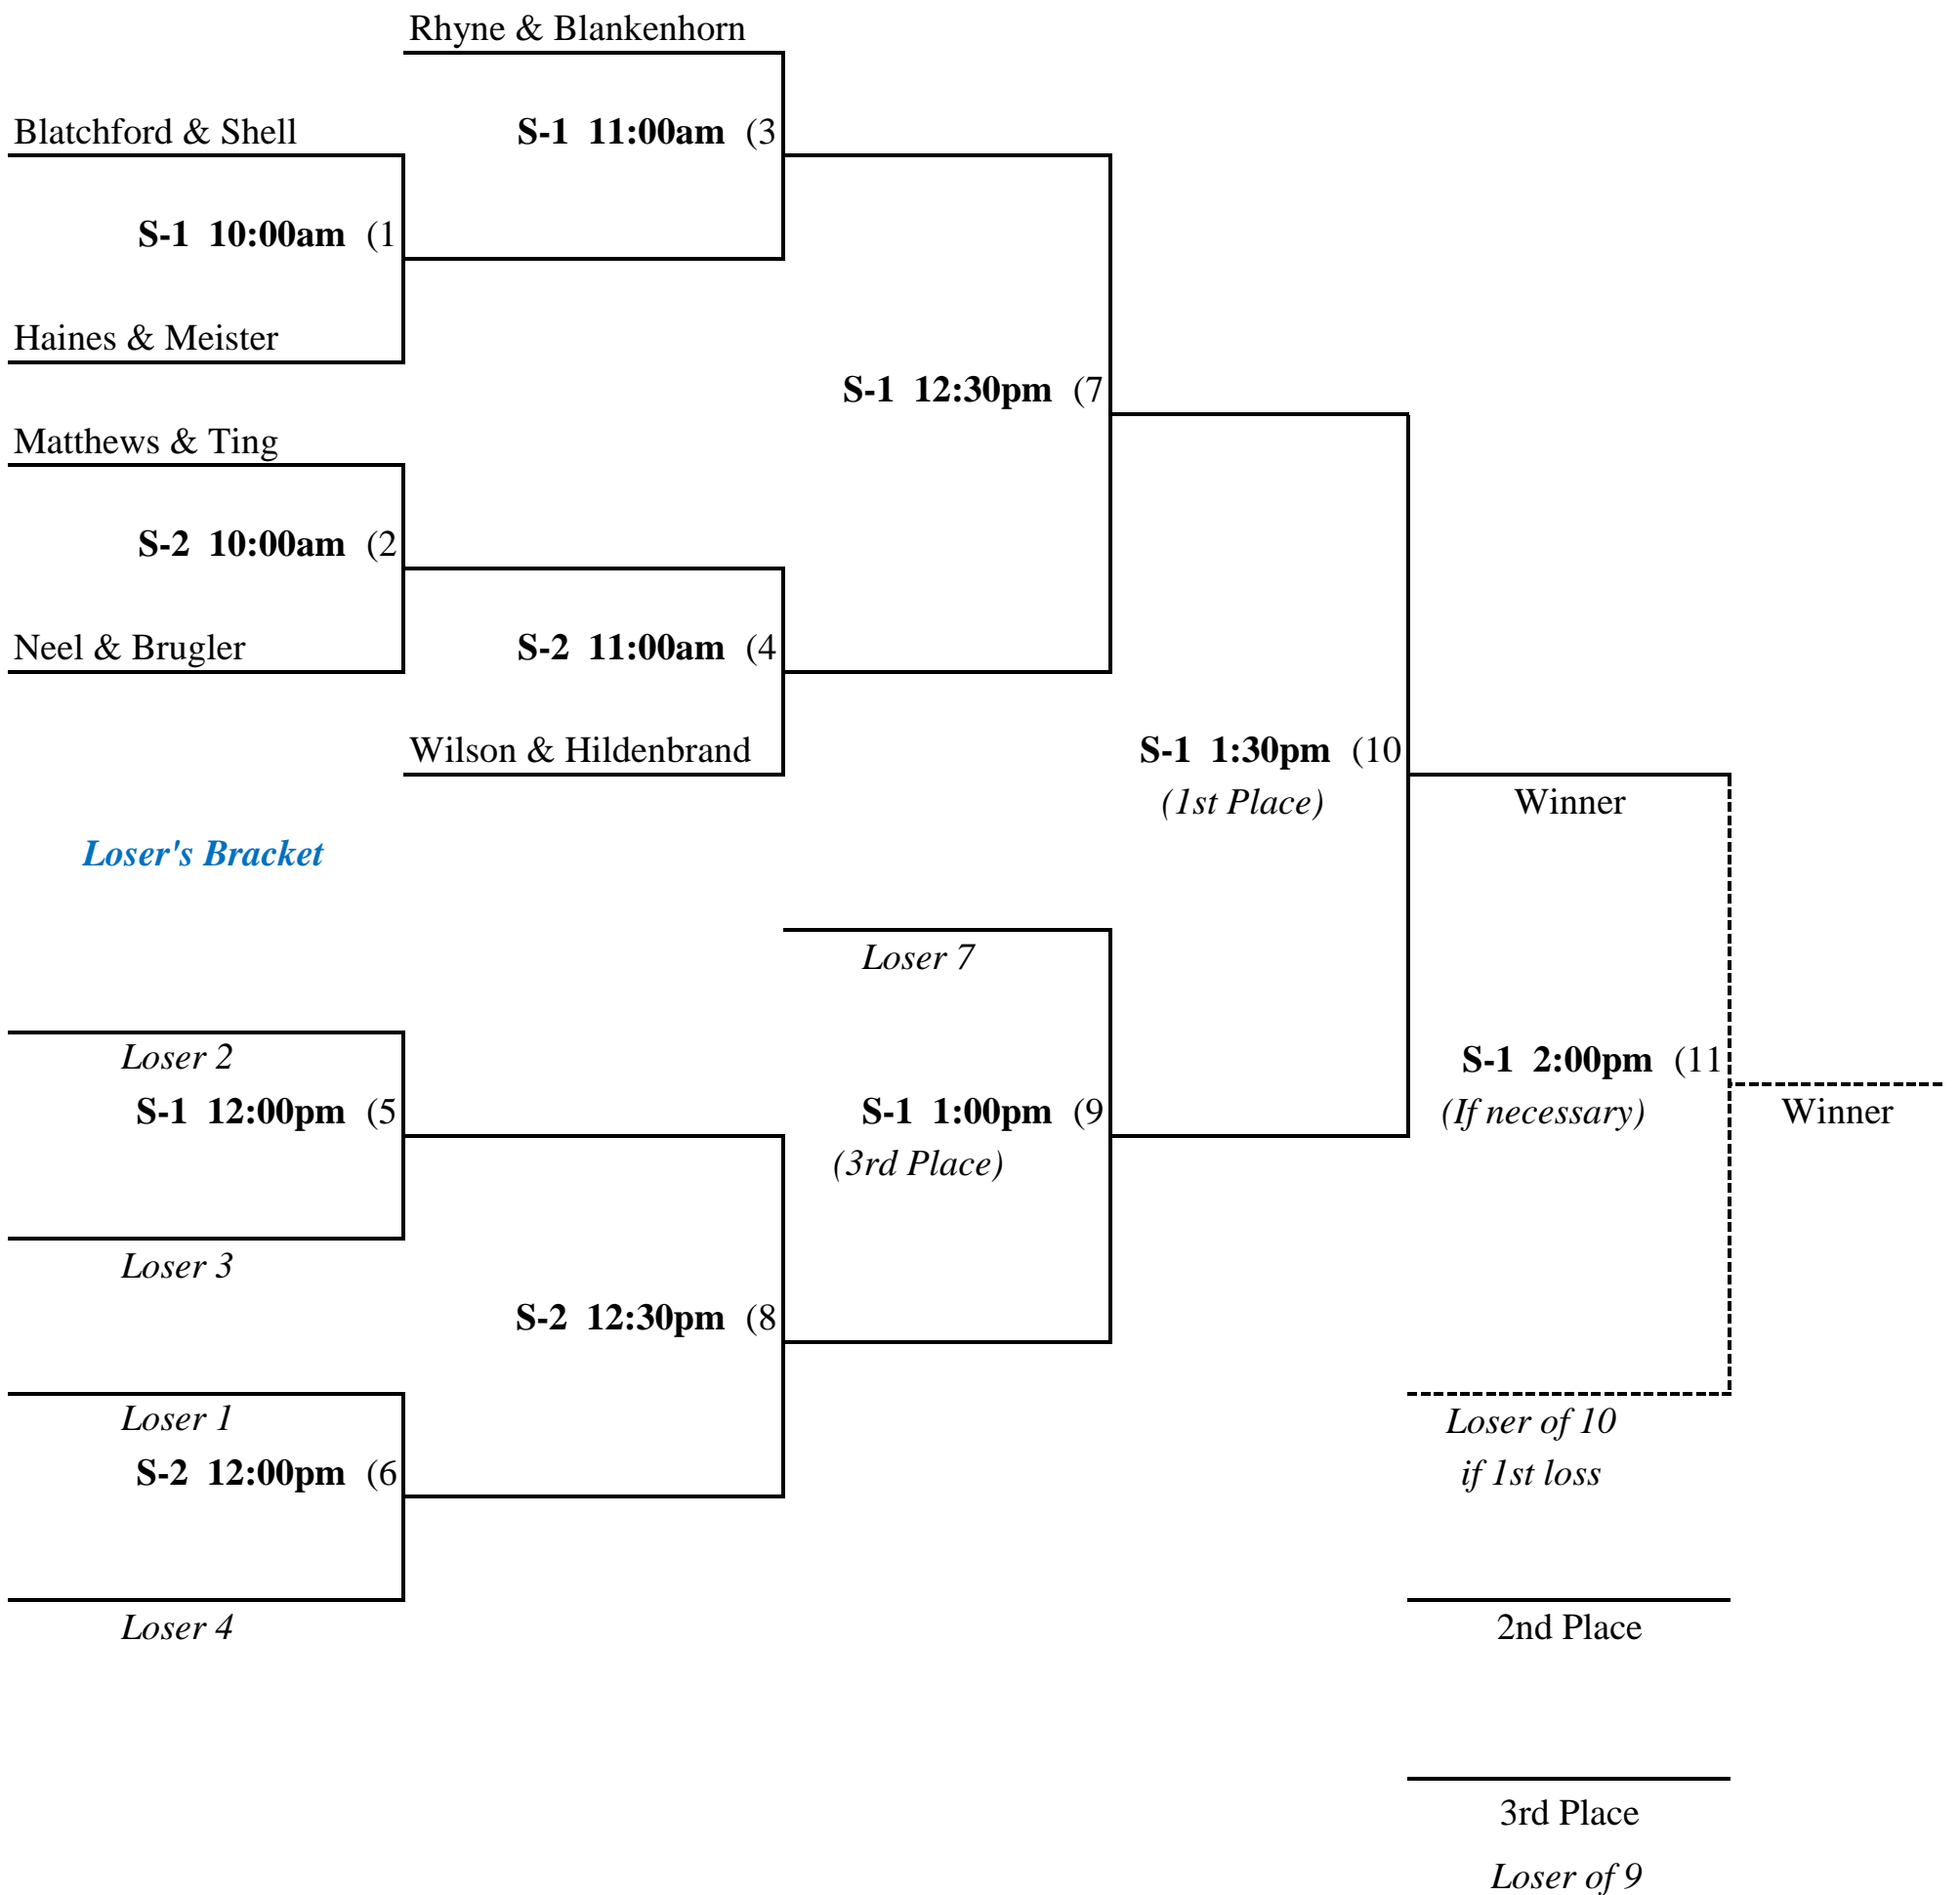 Rhyne & Blankenhorn
Blatchford & Shell
S-1 11:00am (3
S-1 10:00am (1
Haines & Meister
S-1 12:30pm (7
Matthews & Ting
S-2 10:00am (2
Neel & Brugler
S-2 11:00am (4
Wilson & Hildenbrand
S-1 1:30pm (10
(1st Place)
Winner
Loser's Bracket
Loser 7
Loser 2
S-1 12:00pm (5
S-1 1:00pm (9
(3rd Place)
S-1 2:00pm (11
(If necessary)
Winner
Loser 3
S-2 12:30pm (8
Loser 1
S-2 12:00pm (6
Loser of 10
if 1st loss
Loser 4
2nd Place
3rd Place
Loser of 9